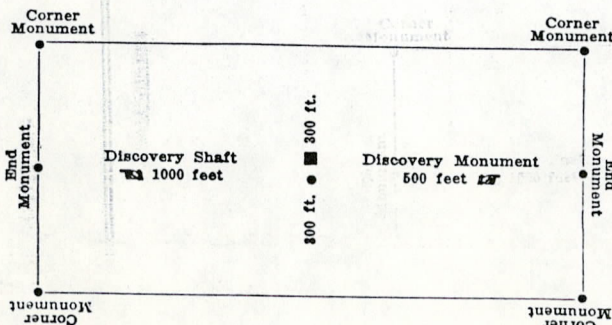 Corner
Monument
Corner
Monument
End
Monument
Discovery Shaft
1000 feet
300 ft.
300 ft.
Discovery Monument
500 feet
End
Monument
Corner
Monument
Corner
Monument